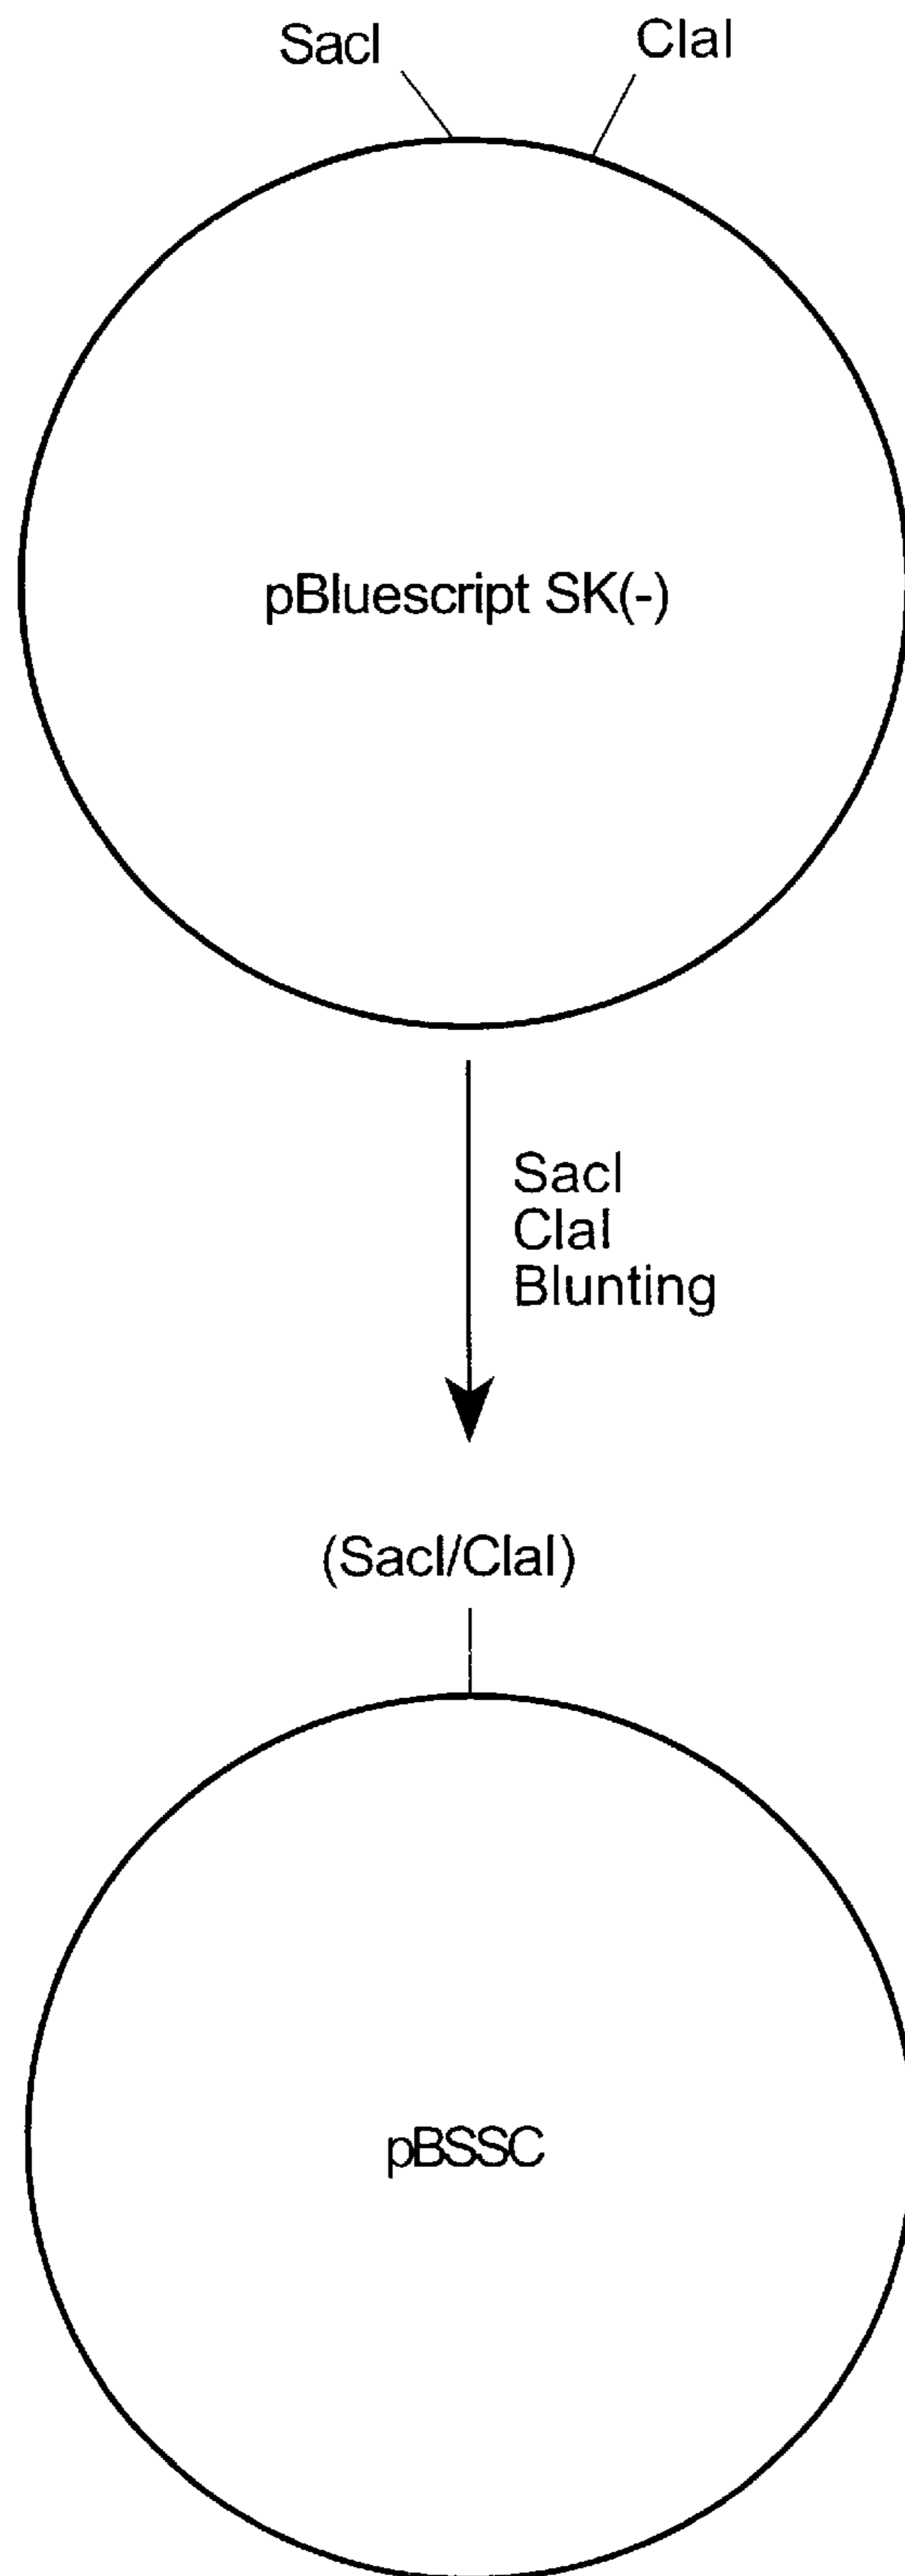 SacI
ClaI
pBluescript SK(-)
SacI
ClaI
Blunting
(SacI/ClaI)
pBSSC